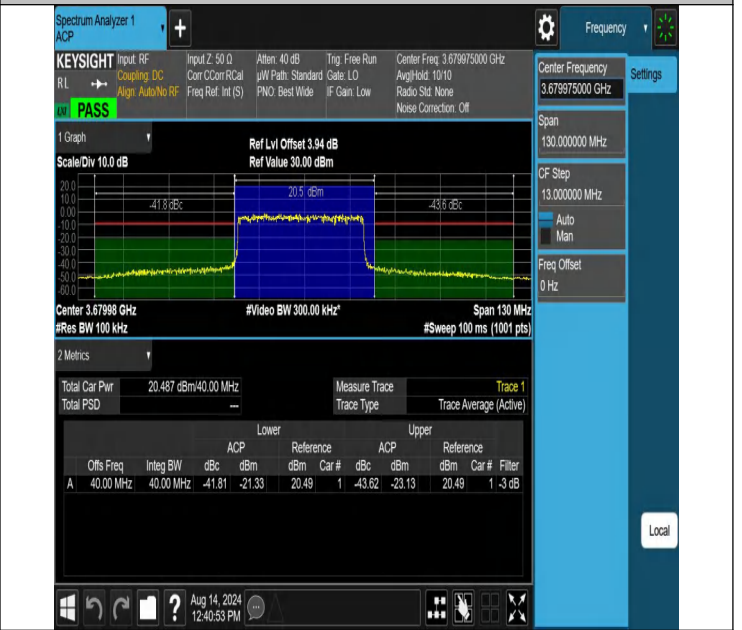 Spectrum Analyzer 1
ACP
+
Frequency
KEYSIGHT Input: RF Input Z: 50 Ω Atten: 40 dB Trig: Free Run Center Freq: 3.679975000 GHz
RL Coupling: DC Corr CCorr RCal µW Path: Standard Gate: LO Avg|Hold: 10/10
Align: Auto/No RF Freq Ref: Int (S) PNO: Best Wide IF Gain: Low Radio Std: None
PASS Noise Correction: Off
Center Frequency
3.679975000 GHz
Settings
Span
130.000000 MHz
CF Step
13.000000 MHz
Auto
Man
Freq Offset
0 Hz
1 Graph
Ref Lvl Offset 3.94 dB
Scale/Div 10.0 dB Ref Value 30.00 dBm
20.0
10.0
0.00
-10.0
-20.0
-30.0
-40.0
-50.0
-60.0
-41.8 dBc 20.5 dBm -43.6 dBc
Center 3.67998 GHz #Video BW 300.00 kHz* Span 130 MHz
#Res BW 100 kHz #Sweep 100 ms (1001 pts)
2 Metrics
Total Car Pwr 20.487 dBm/40.00 MHz Measure Trace Trace 1
Total PSD --- Trace Type Trace Average (Active)
Lower Upper
ACP Reference ACP Reference
Offs Freq Integ BW dBc dBm dBm Car # dBc dBm dBm Car # Filter
A 40.00 MHz 40.00 MHz -41.81 -21.33 20.49 1 -43.62 -23.13 20.49 1 -3 dB
Local
? Aug 14, 2024
12:40:53 PM